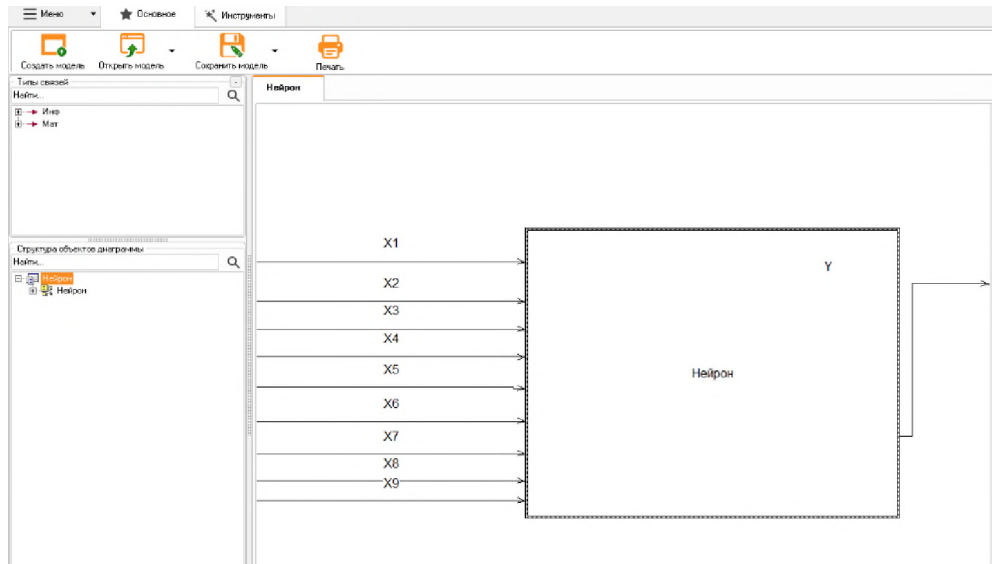 Меню Основное Инструменты
Создать модель Открыть модель Сохранить модель Печать
Типы связей
Найти...
Инф
Мат
Структура объектов диаграммы
Найти...
Нейрон
Нейрон
Нейрон
X1
X2
X3
X4
X5
X6
X7
X8
X9
Y
Нейрон